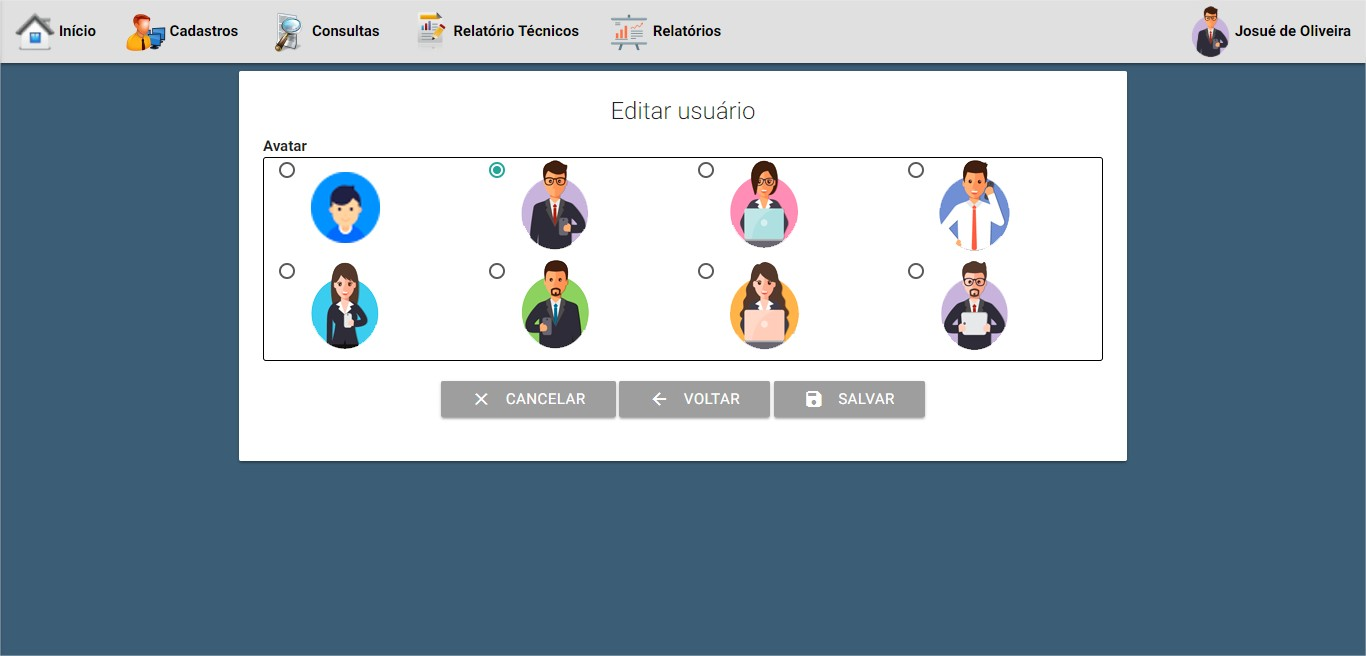 Início
Cadastros
Consultas
Relatório Técnicos
Relatórios
Josué de Oliveira
Editar usuário
Avatar
CANCELAR
VOLTAR
SALVAR